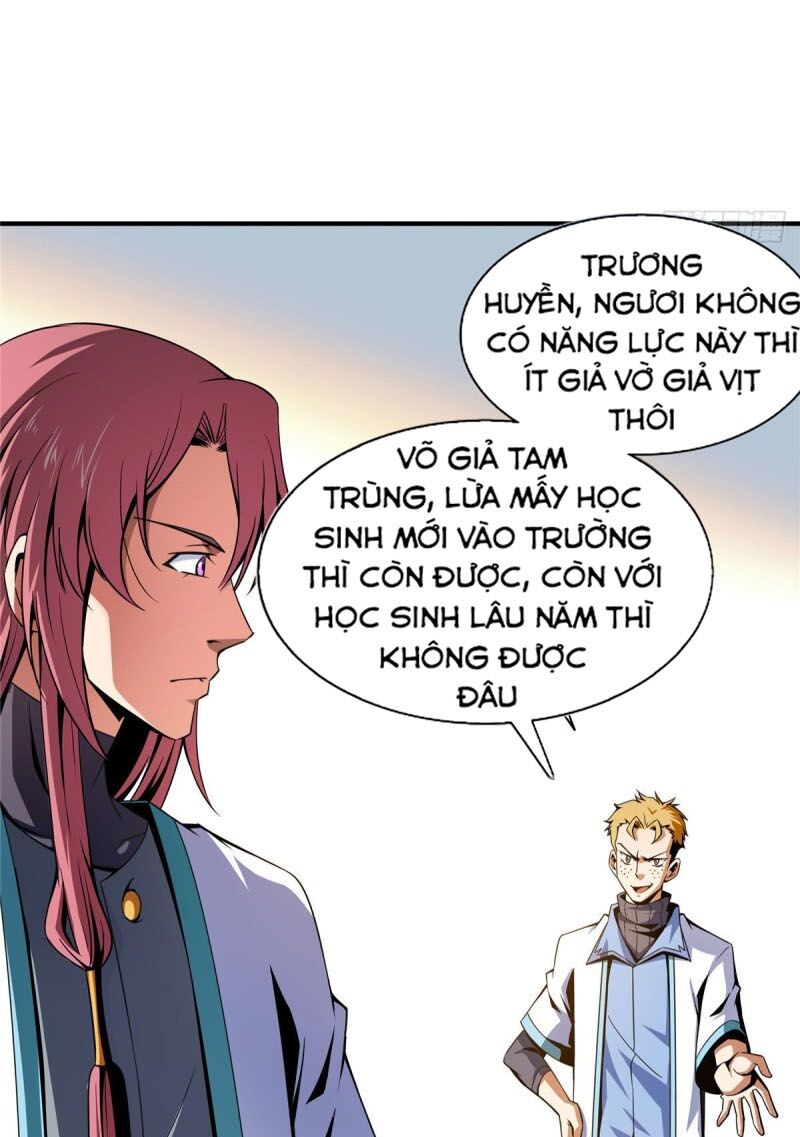 TRƯƠNG
HUYỀN, NGƯƠI KHÔNG
CÓ NĂNG LỰC NÀY THÌ
ÍT GIẢ VỜ GIẢ VỊT
THÔI
VÕ GIẢ TAM
TRÙNG, LỪA MẤY HỌC
SINH MỚI VÀO TRƯỜNG
THÌ CÒN ĐƯỢC, CÒN VỚI
HỌC SINH LÂU NĂM THÌ
KHÔNG ĐƯỢC
ĐÂU